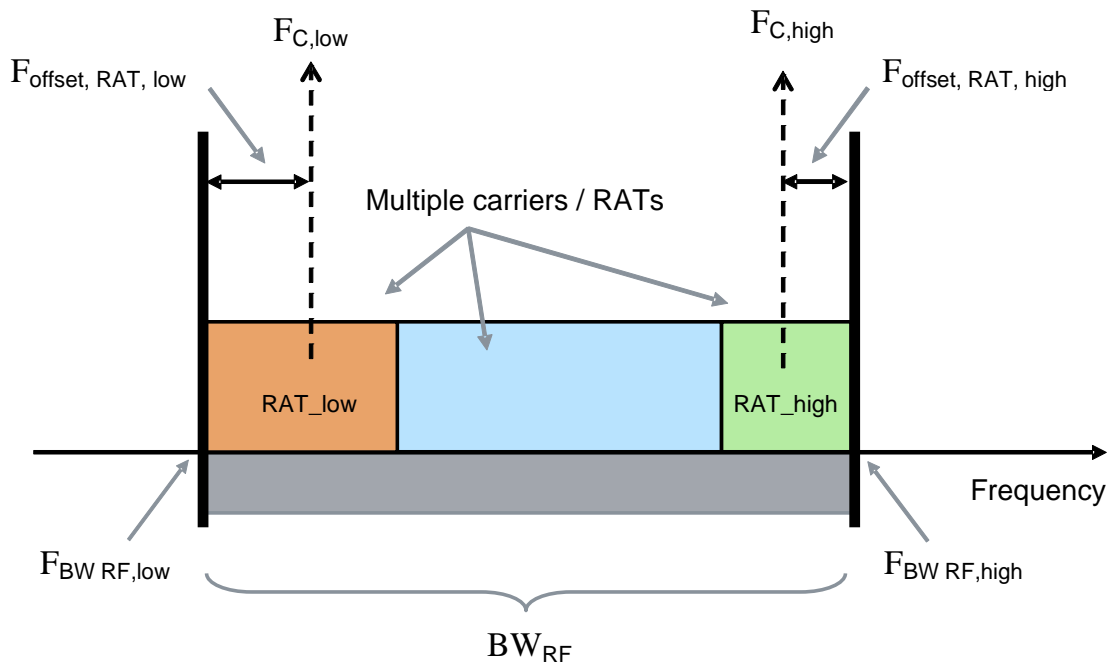 F_C,low
F_C,high
F_offset, RAT, low
F_offset, RAT, high
Multiple carriers / RATs
RAT_low
RAT_high
Frequency
F_BW RF,low
F_BW RF,high
BW_RF